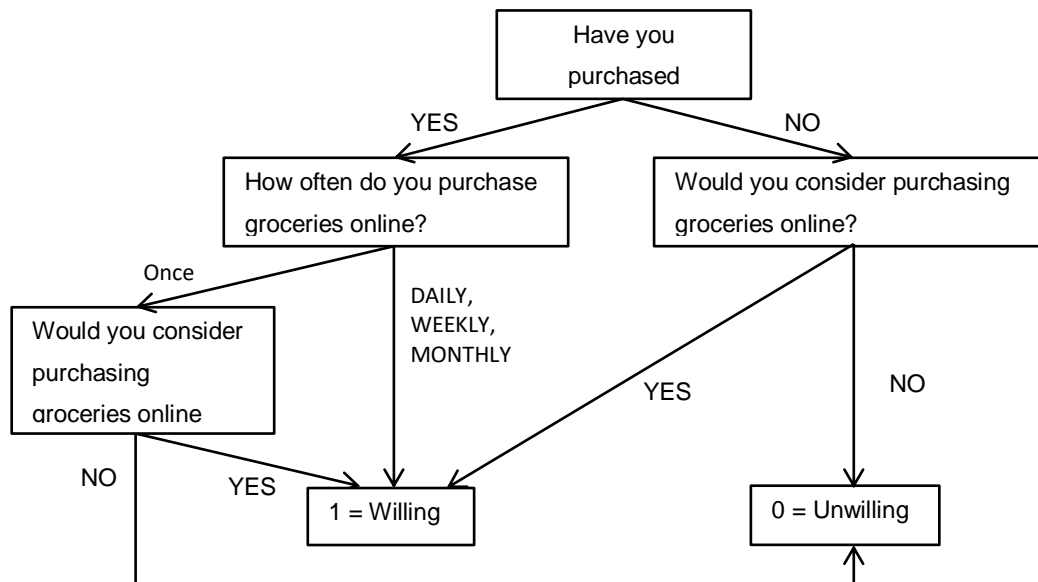 Have you
purchased
YES
NO
How often do you purchase
groceries online?
Would you consider purchasing
groceries online?
Once
DAILY,
WEEKLY,
MONTHLY
Would you consider
purchasing
groceries online
YES
NO
NO
YES
1 = Willing
0 = Unwilling